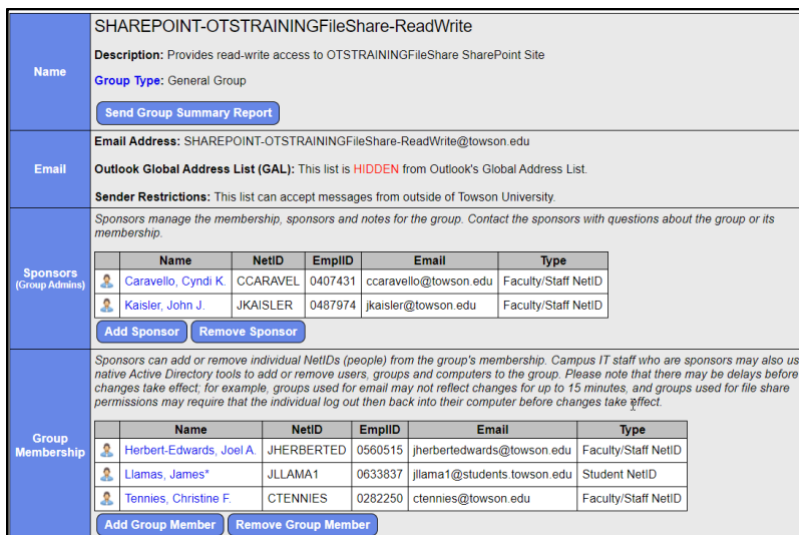 SHAREPOINT-OTSTRAININGFileShare-ReadWrite
Name
Description: Provides read-write access to OTSTRAININGFileShare SharePoint Site
Group Type: General Group
Send Group Summary Report
Email
Email Address: SHAREPOINT-OTSTRAININGFileShare-ReadWrite@towson.edu
Outlook Global Address List (GAL): This list is HIDDEN from Outlook's Global Address List.
Sender Restrictions: This list can accept messages from outside of Towson University.
Sponsors
(Group Admins)
Sponsors manage the membership, sponsors and notes for the group. Contact the sponsors with questions about the group or its
membership.
Name NetID EmplID Email Type
Caravello, Cyndi K. CCARAVEL 0407431 ccaravello@towson.edu Faculty/Staff NetID
Kaisler, John J. JKAISLER 0487974 jkaisler@towson.edu Faculty/Staff NetID
Add Sponsor Remove Sponsor
Group
Membership
Sponsors can add or remove individual NetIDs (people) from the group's membership. Campus IT staff who are sponsors may also us
native Active Directory tools to add or remove users, groups and computers to the group. Please note that there may be delays before
changes take effect; for example, groups used for email may not reflect changes for up to 15 minutes, and groups used for file share
permissions may require that the individual log out then back into their computer before changes take effect.
Name NetID EmplID Email Type
Herbert-Edwards, Joel A. JHERBERTED 0560515 jherbertedwards@towson.edu Faculty/Staff NetID
Llamas, James* JLLAMA1 0633837 jllama1@students.towson.edu Student NetID
Tennies, Christine F. CTENNIES 0282250 ctennies@towson.edu Faculty/Staff NetID
Add Group Member Remove Group Member